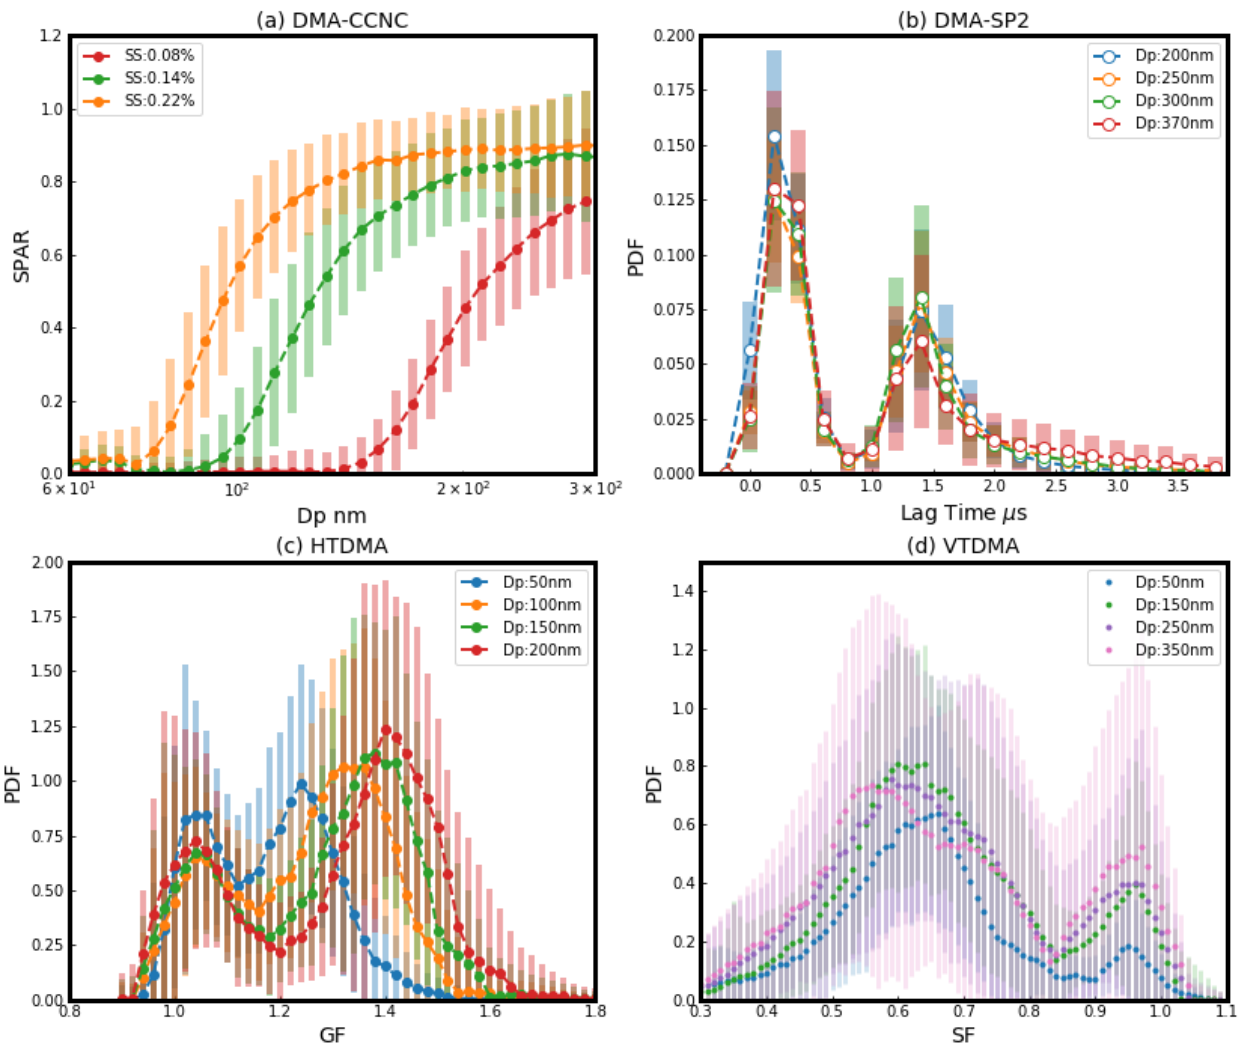 (a) DMA-CCNC
1.2
1.0
0.8
0.6
0.4
0.2
0.0
SPAR
SS:0.08%
SS:0.14%
SS:0.22%
6 × 10¹
10²
2 × 10²
3 × 10²
Dp nm
(b) DMA-SP2
0.200
0.175
0.150
0.125
0.100
0.075
0.050
0.025
0.000
PDF
Dp:200nm
Dp:250nm
Dp:300nm
Dp:370nm
0.0 0.5 1.0 1.5 2.0 2.5 3.0 3.5
Lag Time μs
(c) HTDMA
2.00
1.75
1.50
1.25
1.00
0.75
0.50
0.25
0.00
PDF
Dp:50nm
Dp:100nm
Dp:150nm
Dp:200nm
0.8 1.0 1.2 1.4 1.6 1.8
GF
(d) VTDMA
1.4
1.2
1.0
0.8
0.6
0.4
0.2
0.0
PDF
Dp:50nm
Dp:150nm
Dp:250nm
Dp:350nm
0.3 0.4 0.5 0.6 0.7 0.8 0.9 1.0 1.1
SF